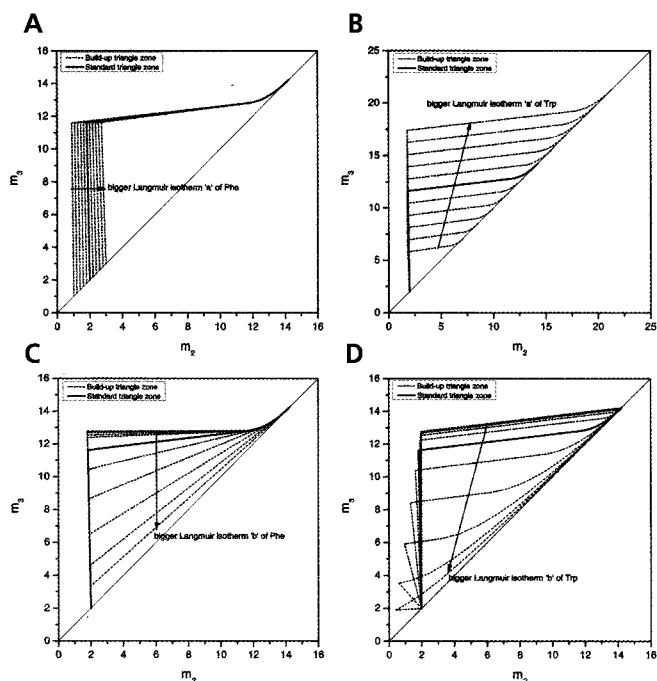 A
16
14
12
10
8
6
4
2
0
0 2 4 6 8 10 12 14 16
m3
m2
Build-up triangle zone
Standard triangle zone
bigger Langmuir isotherm 'a' of Phe
B
25
20
15
10
5
0
0 5 10 15 20 25
m3
m2
Build-up triangle zone
Standard triangle zone
bigger Langmuir isotherm 'a' of Trp
C
16
14
12
10
8
6
4
2
0
0 2 4 6 8 10 12 14 16
m3
m2
Build-up triangle zone
Standard triangle zone
bigger Langmuir isotherm 'b' of Phe
D
16
14
12
10
8
6
4
2
0
0 2 4 6 8 10 12 14 16
m3
m2
Build-up triangle zone
Standard triangle zone
bigger Langmuir isotherm 'b' of Trp